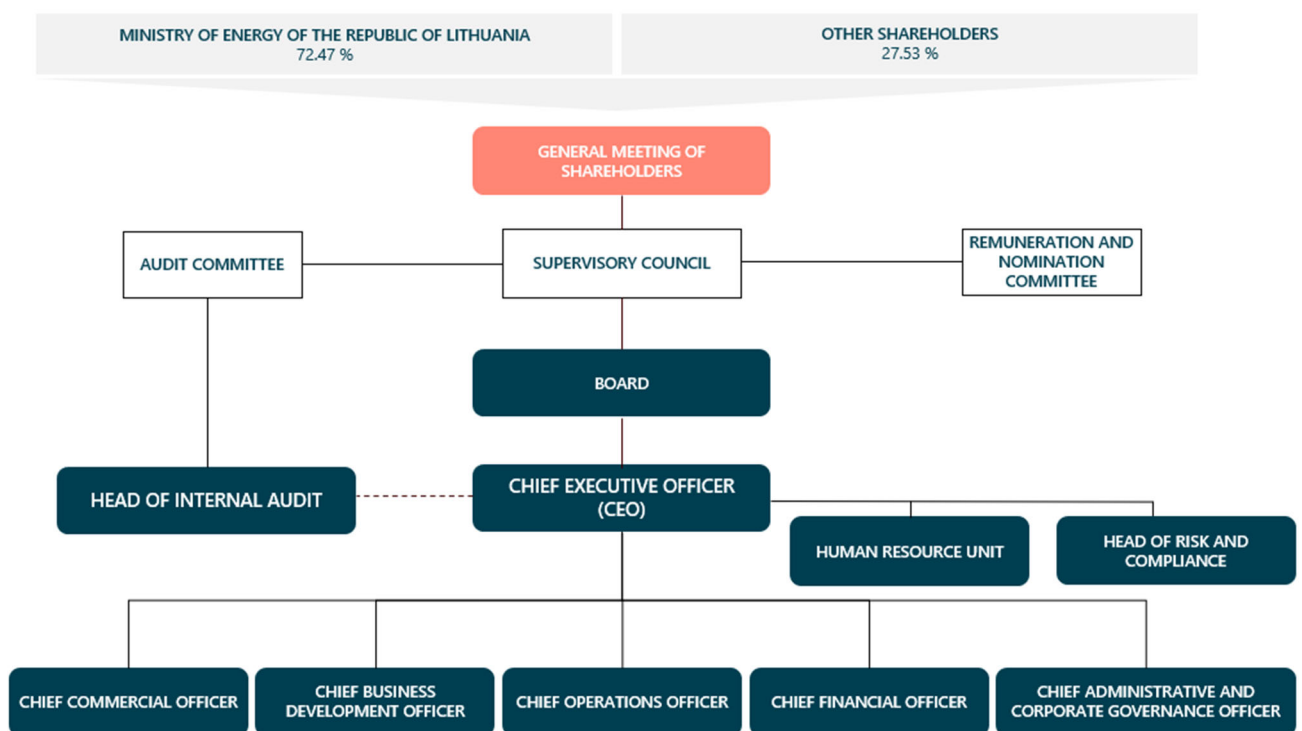 MINISTRY OF ENERGY OF THE REPUBLIC OF LITHUANIA
72.47 %
OTHER SHAREHOLDERS
27.53 %
GENERAL MEETING OF
SHAREHOLDERS
AUDIT COMMITTEE
SUPERVISORY COUNCIL
REMUNERATION AND
NOMINATION
COMMITTEE
BOARD
HEAD OF INTERNAL AUDIT
CHIEF EXECUTIVE OFFICER
(CEO)
HUMAN RESOURCE UNIT
HEAD OF RISK AND
COMPLIANCE
CHIEF COMMERCIAL OFFICER
CHIEF BUSINESS
DEVELOPMENT OFFICER
CHIEF OPERATIONS OFFICER
CHIEF FINANCIAL OFFICER
CHIEF ADMINISTRATIVE AND
CORPORATE GOVERNANCE OFFICER